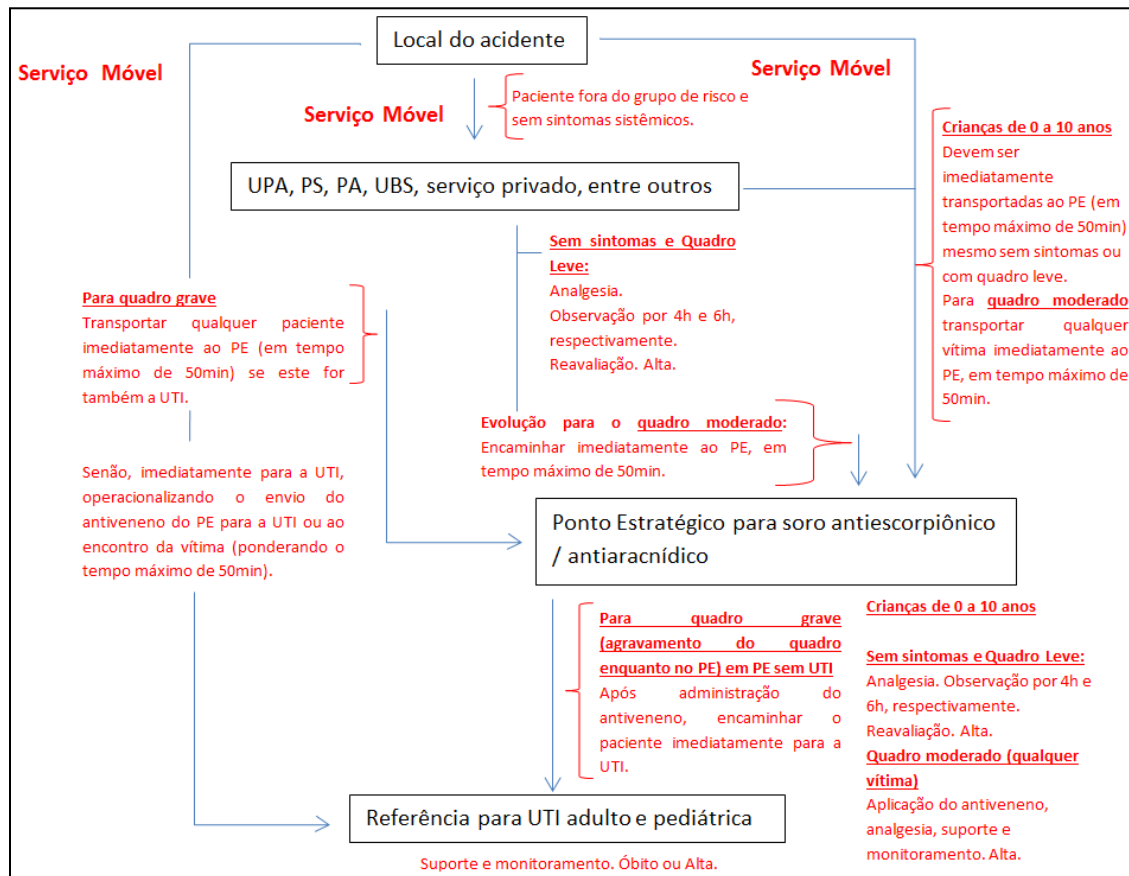 Local do acidente
Serviço Móvel
Serviço Móvel
Serviço Móvel
Paciente fora do grupo de risco e
sem sintomas sistêmicos.
UPA, PS, PA, UBS, serviço privado, entre outros
Crianças de 0 a 10 anos
Devem ser
imediatamente
transportadas ao PE (em
tempo máximo de 50min)
mesmo sem sintomas ou
com quadro leve.
Para quadro moderado
transportar qualquer
vítima imediatamente ao
PE, em tempo máximo de
50min.
Sem sintomas e Quadro
Leve:
Analgesia.
Observação por 4h e 6h,
respectivamente.
Reavaliação. Alta.
Para quadro grave
Transportar qualquer paciente
imediatamente ao PE (em tempo
máximo de 50min) se este for
também a UTI.
Evolução para o quadro moderado:
Encaminhar imediatamente ao PE, em
tempo máximo de 50min.
Senão, imediatamente para a UTI,
operacionalizando o envio do
antiveneno do PE para a UTI ou ao
encontro da vítima (ponderando o
tempo máximo de 50min).
Ponto Estratégico para soro antiescorpiônico
/ antiaracnídico
Para quadro grave
(agravamento do quadro
enquanto no PE) em PE sem UTI
Após administração do
antiveneno, encaminhar o
paciente imediatamente para a
UTI.
Crianças de 0 a 10 anos
Sem sintomas e Quadro Leve:
Analgesia. Observação por 4h e
6h, respectivamente.
Reavaliação. Alta.
Quadro moderado (qualquer
vítima)
Aplicação do antiveneno,
analgesia, suporte e
monitoramento. Alta.
Referência para UTI adulto e pediátrica
Suporte e monitoramento. Óbito ou Alta.